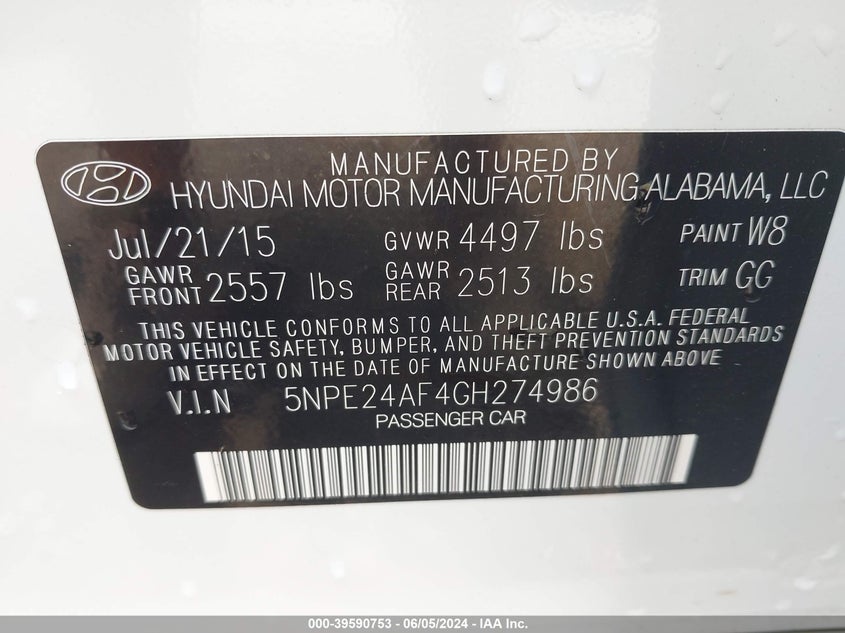 MANUFACTURED BY
HYUNDAI MOTOR MANUFACTURING ALABAMA, LLC
Jul/21/15 GVWR 4497 lbs PAINT W8
GAWR FRONT 2557 lbs GAWR REAR 2513 lbs TRIM GG
THIS VEHICLE CONFORMS TO ALL APPLICABLE U.S.A. FEDERAL
MOTOR VEHICLE SAFETY, BUMPER, AND THEFT PREVENTION STANDARDS
IN EFFECT ON THE DATE OF MANUFACTURE SHOWN ABOVE
V.I.N 5NPE24AF4GH274986
PASSENGER CAR
000-39590753 - 06/05/2024 - IAA Inc.